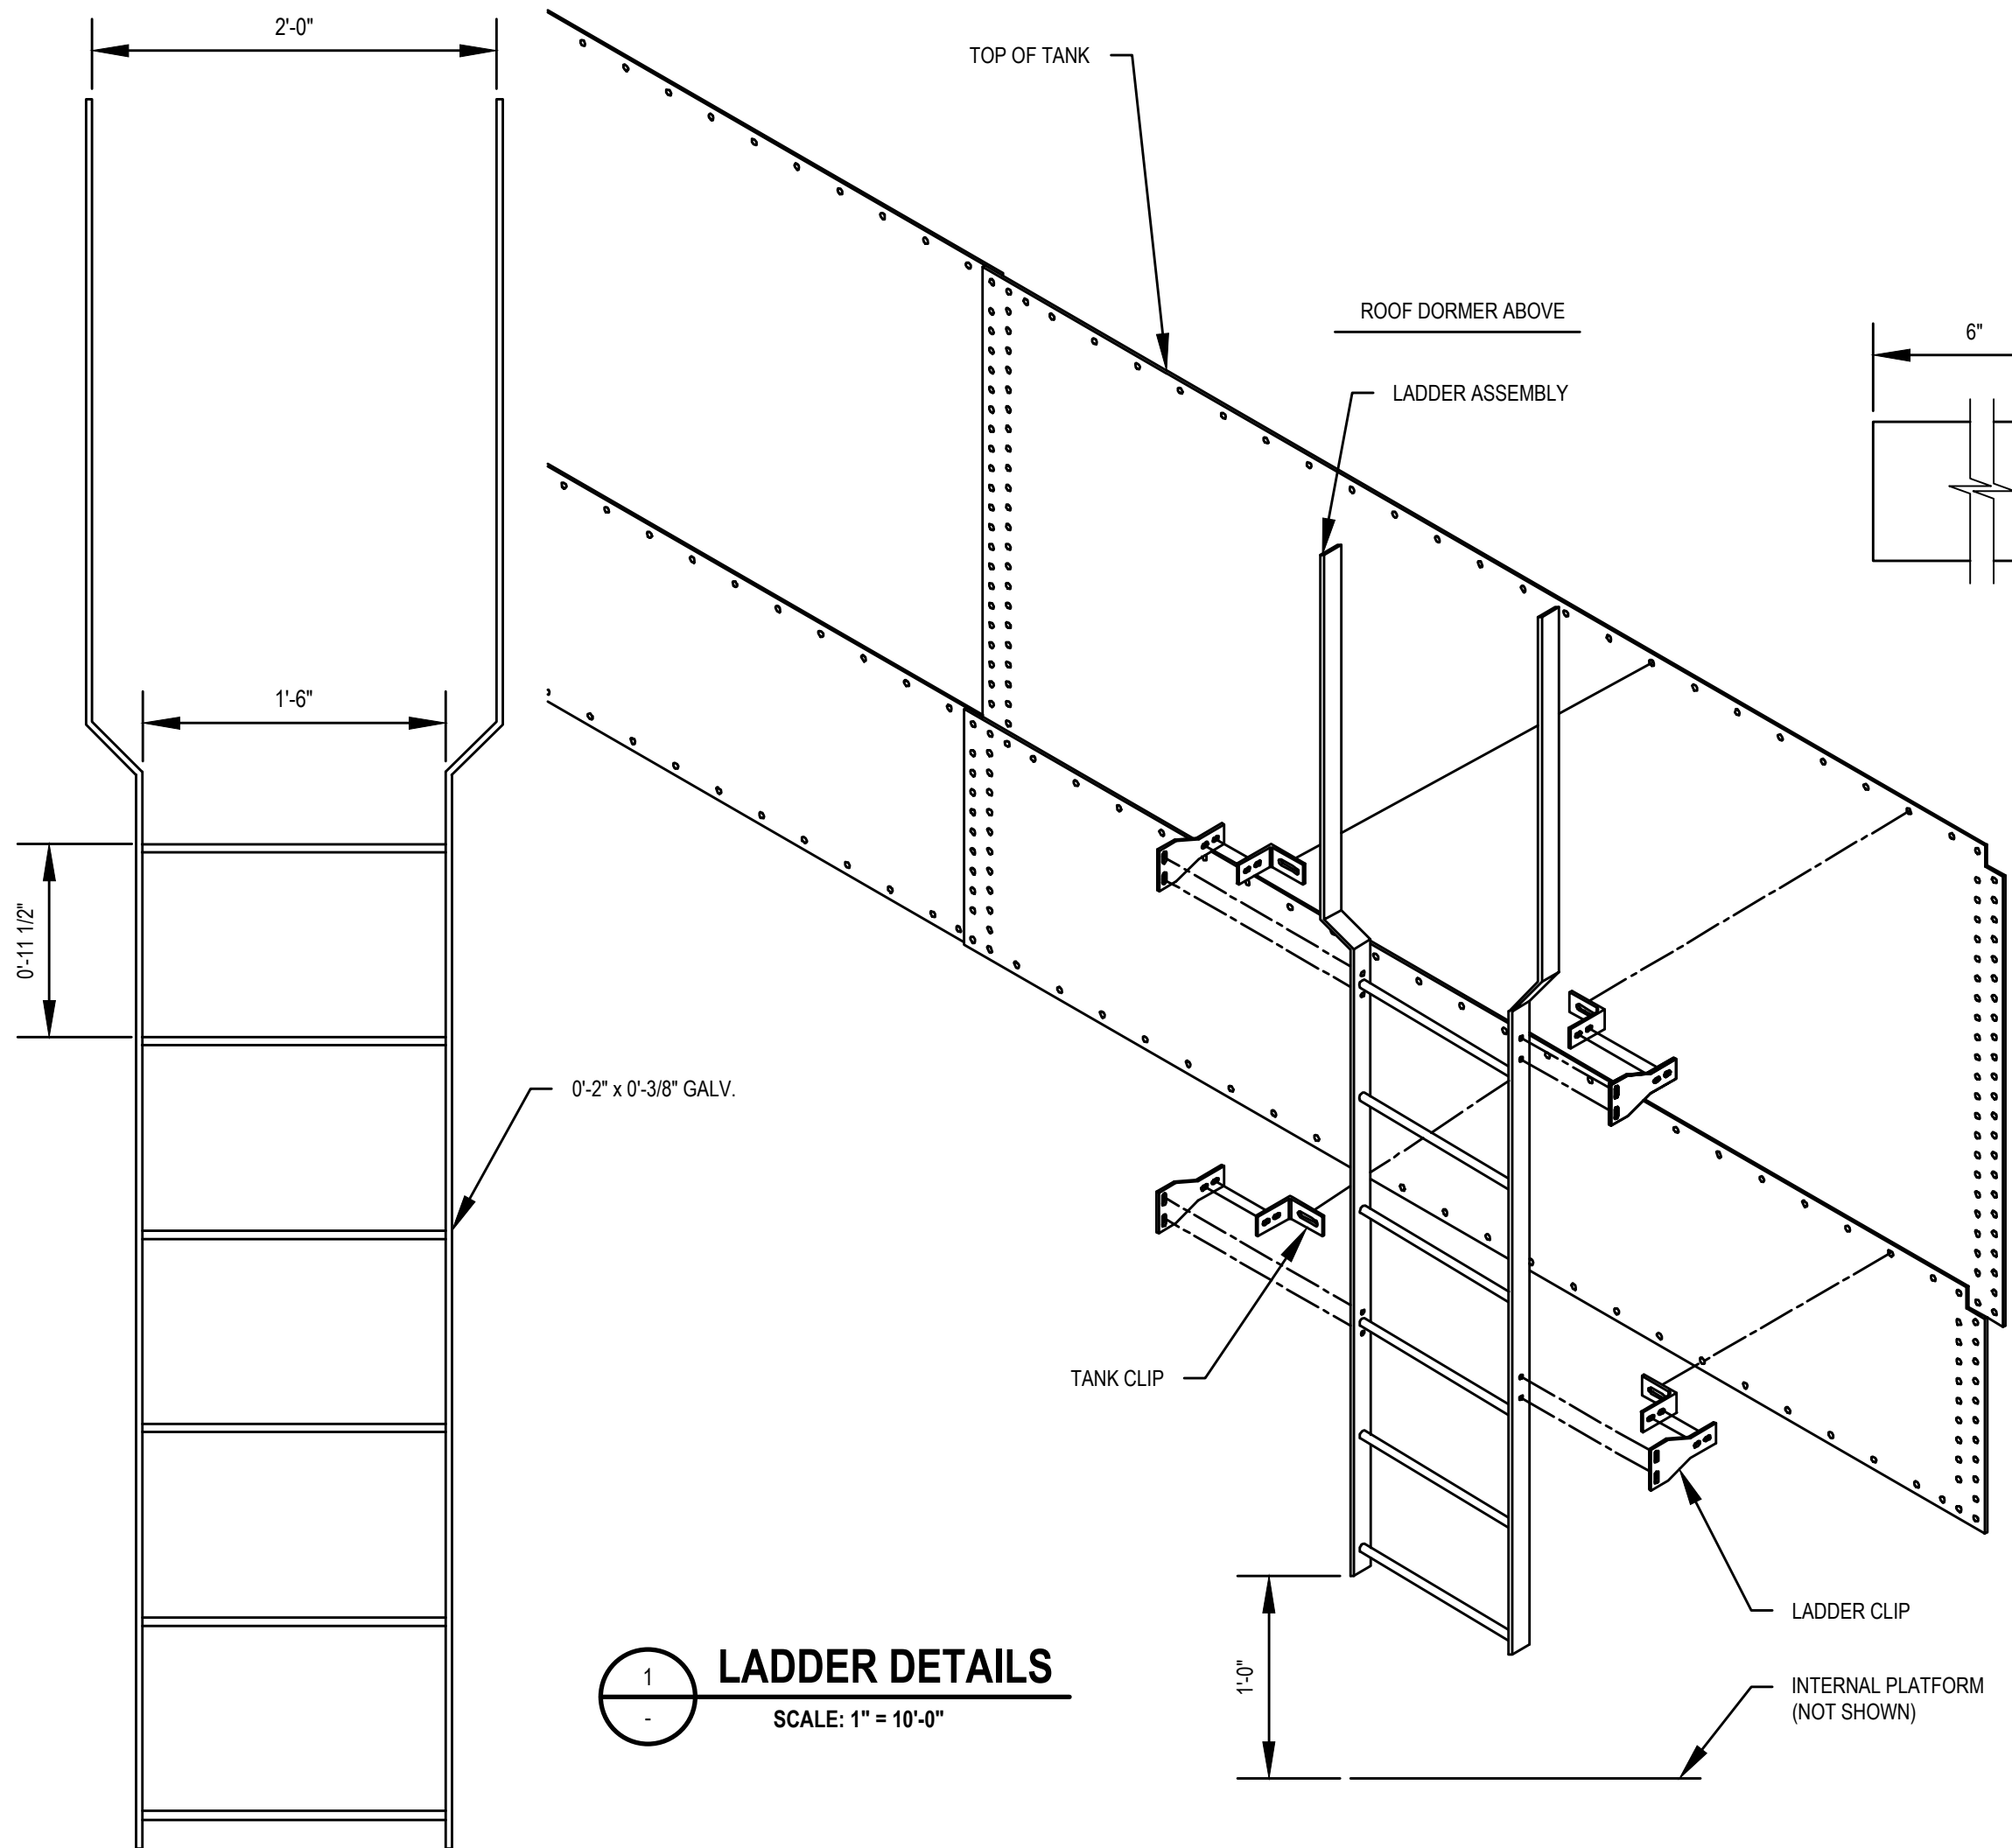 2'-0"
TOP OF TANK
ROOF DORMER ABOVE
6"
LADDER ASSEMBLY
1'-6"
0'-11 1/2"
0'-2" x 0'-3/8" GALV.
TANK CLIP
LADDER CLIP
1'-0"
INTERNAL PLATFORM
(NOT SHOWN)
1
-
LADDER DETAILS
SCALE: 1" = 10'-0"